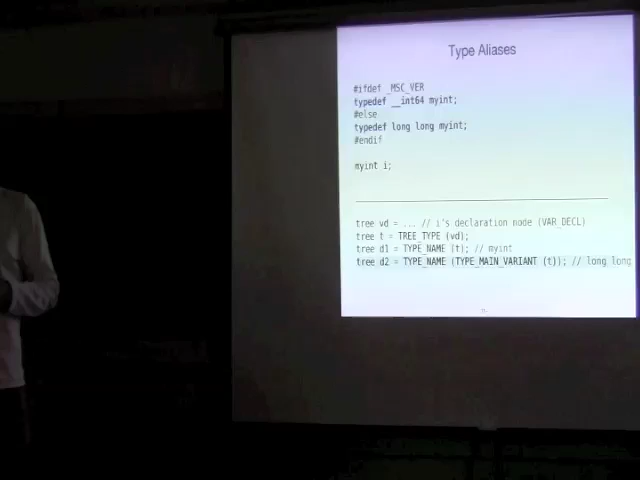 Type Aliases
#ifdef _MSC_VER
typedef __int64 myint;
#else
typedef long long myint;
#endif
myint i;
tree vd = ... // i's declaration node (VAR_DECL)
tree t = TREE_TYPE (vd);
tree d1 = TYPE_NAME (t); // myint
tree d2 = TYPE_NAME (TYPE_MAIN_VARIANT (t)); // long long